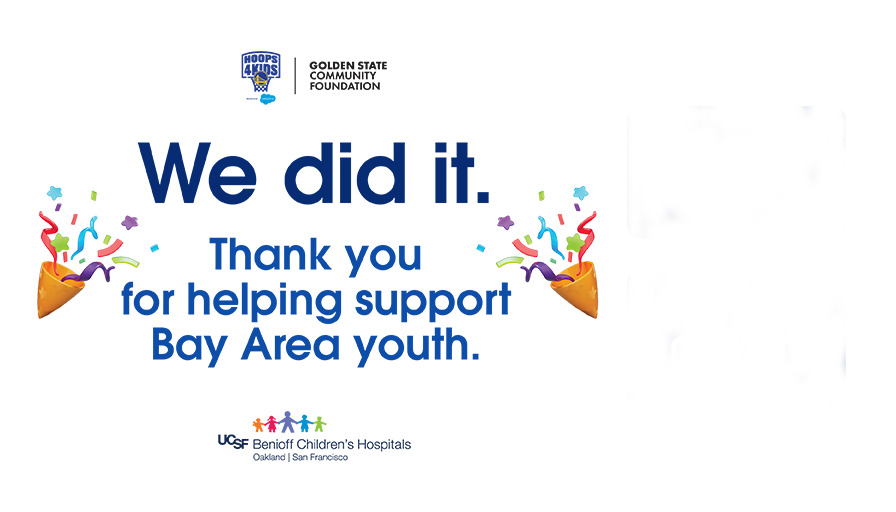 HOOPS
4KIDS
GOLDEN STATE
COMMUNITY
FOUNDATION
We did it.
Thank you
for helping support
Bay Area youth.
UCSF Benioff Children's Hospitals
Oakland | San Francisco